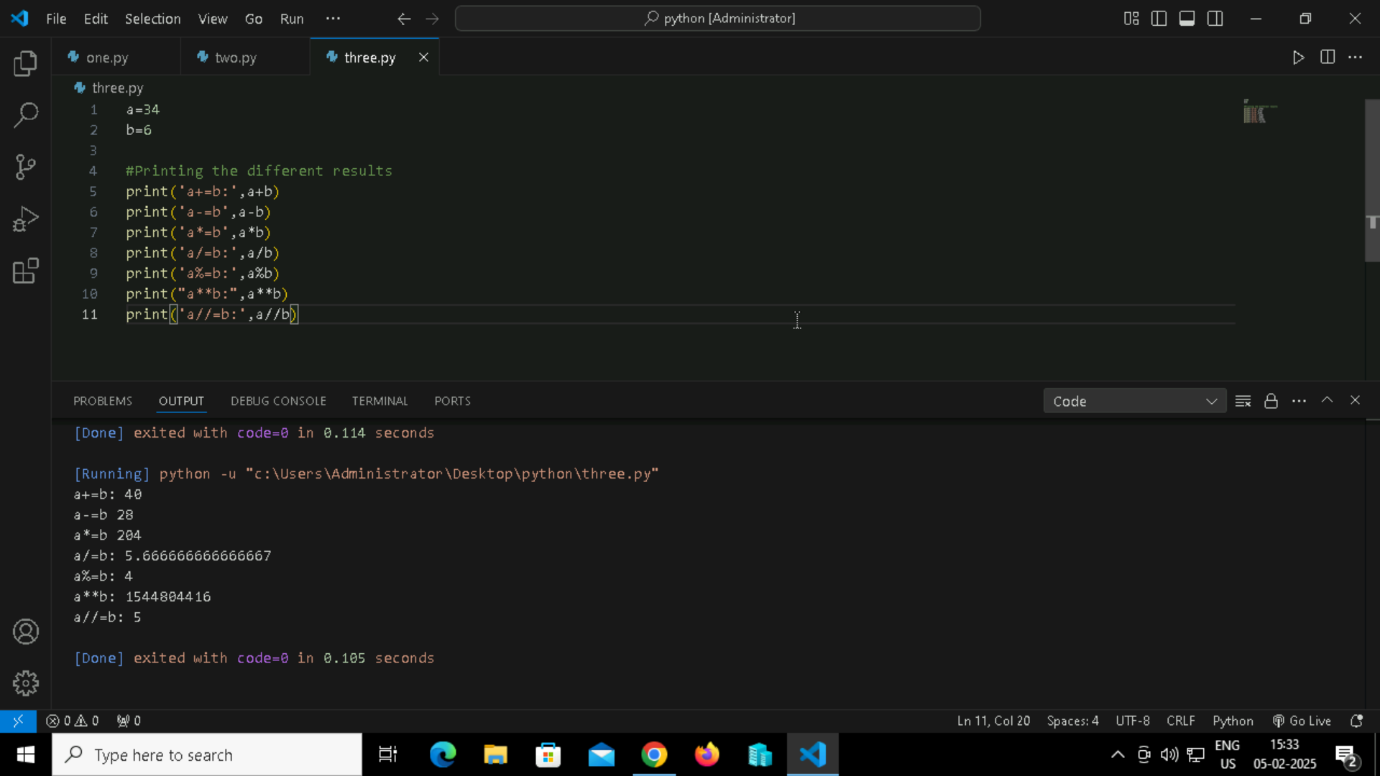 File Edit Selection View Go Run ··· python [Administrator]
one.py two.py three.py
three.py
1 a=34
2 b=6
3
4 #Printing the different results
5 print('a+=b:',a+b)
6 print('a-=b',a-b)
7 print('a*=b',a*b)
8 print('a/=b:',a/b)
9 print('a%=b:',a%b)
10 print("a**b:",a**b)
11 print('a//=b:',a//b)
PROBLEMS OUTPUT DEBUG CONSOLE TERMINAL PORTS Code
[Done] exited with code=0 in 0.114 seconds
[Running] python -u "c:\Users\Administrator\Desktop\python\three.py"
a+=b: 40
a-=b 28
a*=b 204
a/=b: 5.666666666666667
a%=b: 4
a**b: 1544804416
a//=b: 5
[Done] exited with code=0 in 0.105 seconds
0 0 0 Ln 11, Col 20 Spaces: 4 UTF-8 CRLF Python Go Live
Type here to search ENG US 15:33 05-02-2025 2